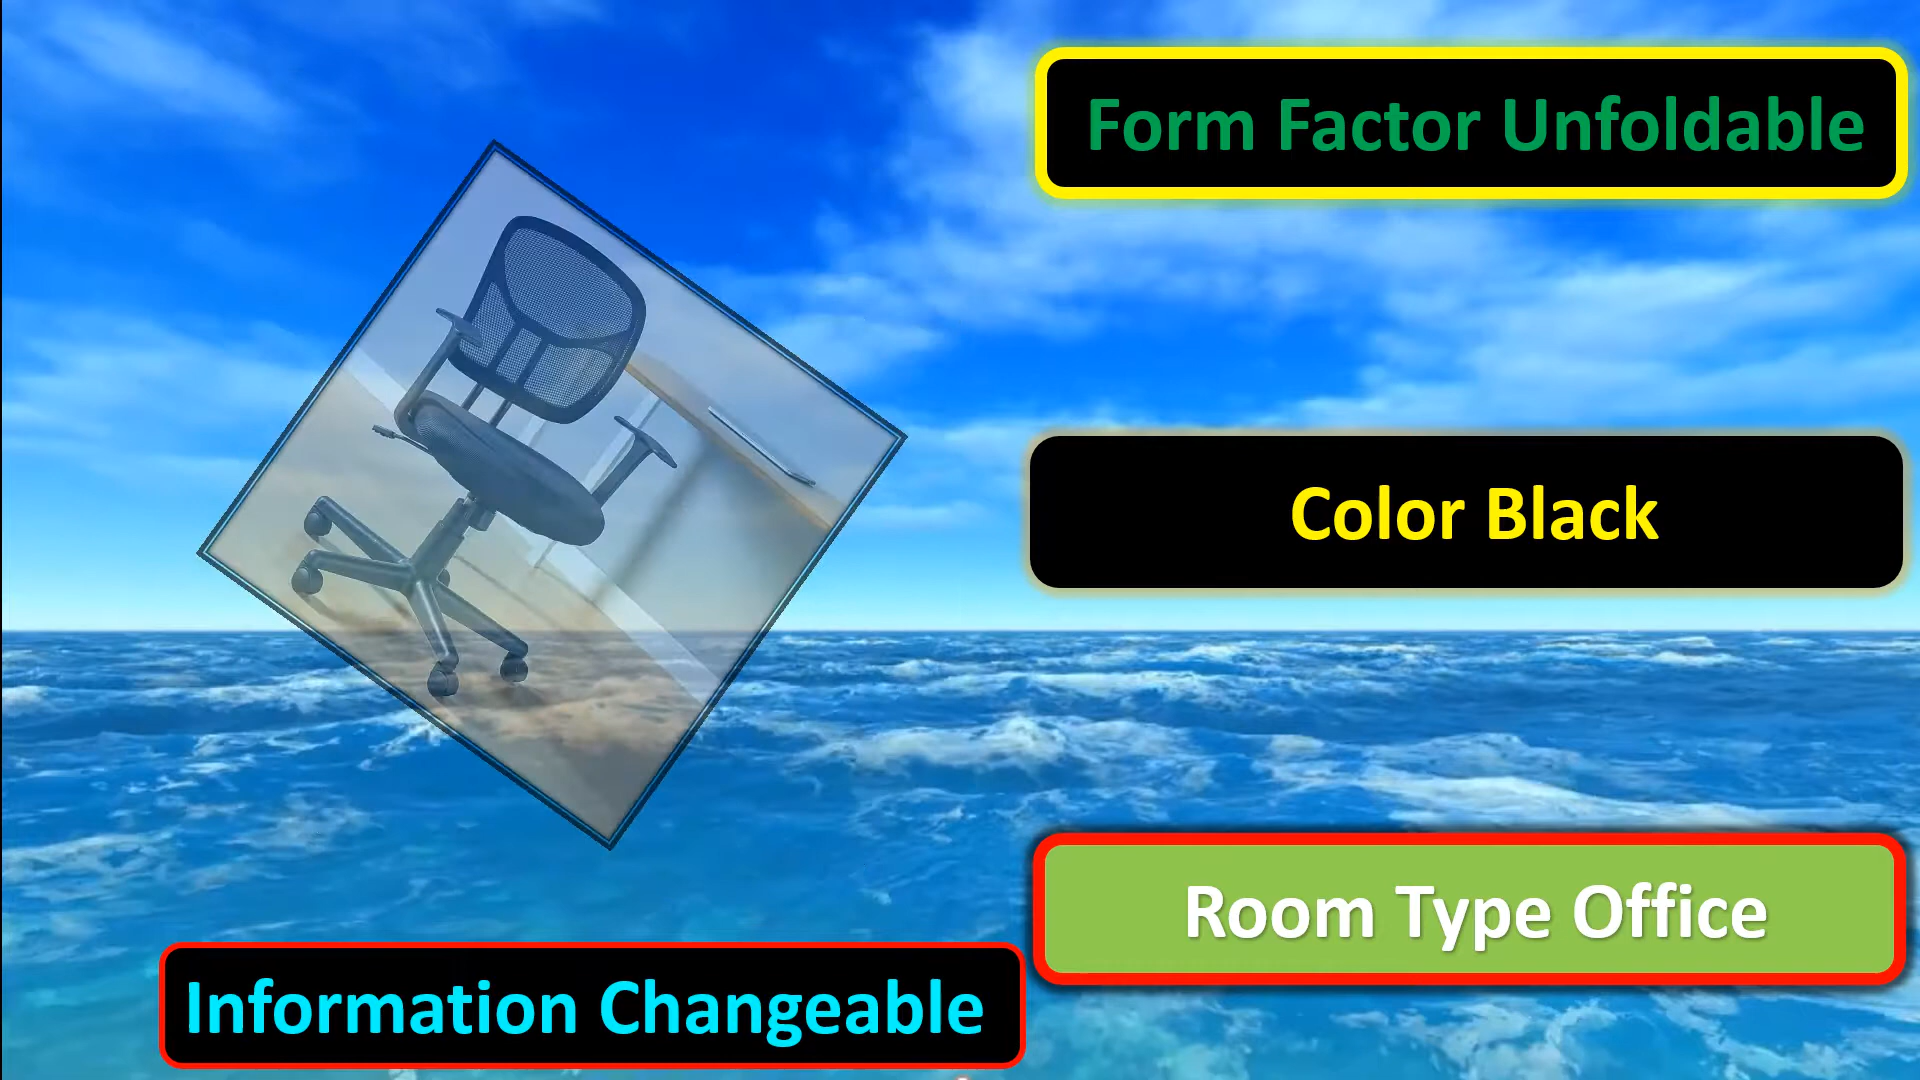 Form Factor Unfoldable
Color Black
Room Type Office
Information Changeable